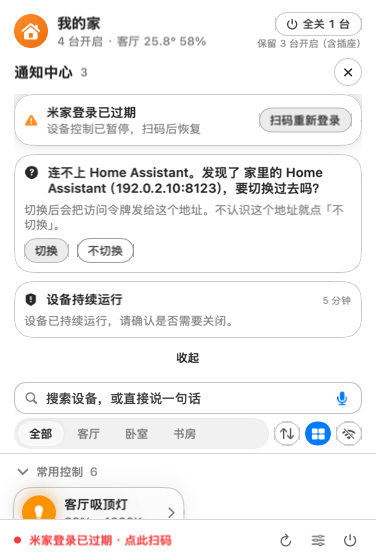 我的家
全关 1 台
4 台开启 · 客厅 25.8° 58%
保留 3 台开启 (含插座)
通知中心 3
米家登录已过期
设备控制已暂停，扫码后恢复
扫码重新登录
连不上 Home Assistant。发现了 家里的 Home
Assistant (192.0.2.10:8123)，要切换过去吗?
切换后会把访问令牌发给这个地址。不认识这个地址就点「不
切换」。
切换
不切换
设备持续运行
5 分钟
设备已持续运行，请确认是否需要关闭。
收起
搜索设备，或直接说一句话
全部
客厅
卧室
书房
常用控制 6
客厅吸顶灯
米家登录已过期 · 点此扫码